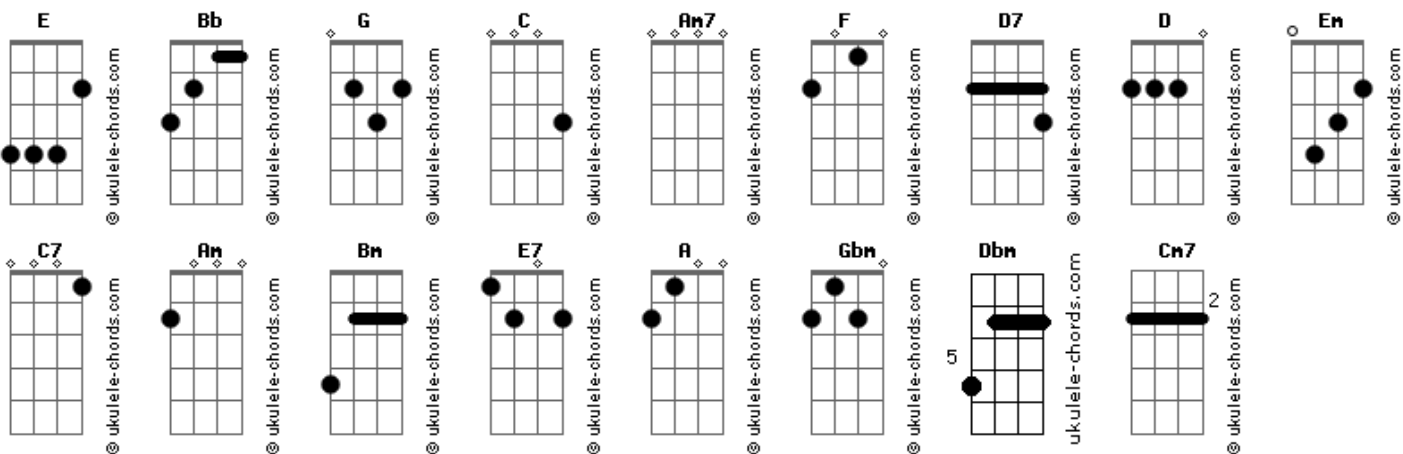 E Bb G C Am7 F D7 D Em
© ukulele-chords.com © ukulele-chords.com © ukulele-chords.com © ukulele-chords.com © ukulele-chords.com © ukulele-chords.com © ukulele-chords.com © ukulele-chords.com © ukulele-chords.com
C7 Am Bm E7 A Gbm Dbm Cm7
2
5
© ukulele-chords.com © ukulele-chords.com © ukulele-chords.com © ukulele-chords.com © ukulele-chords.com © ukulele-chords.com ukulele-chords.com © ukulele-chords.com